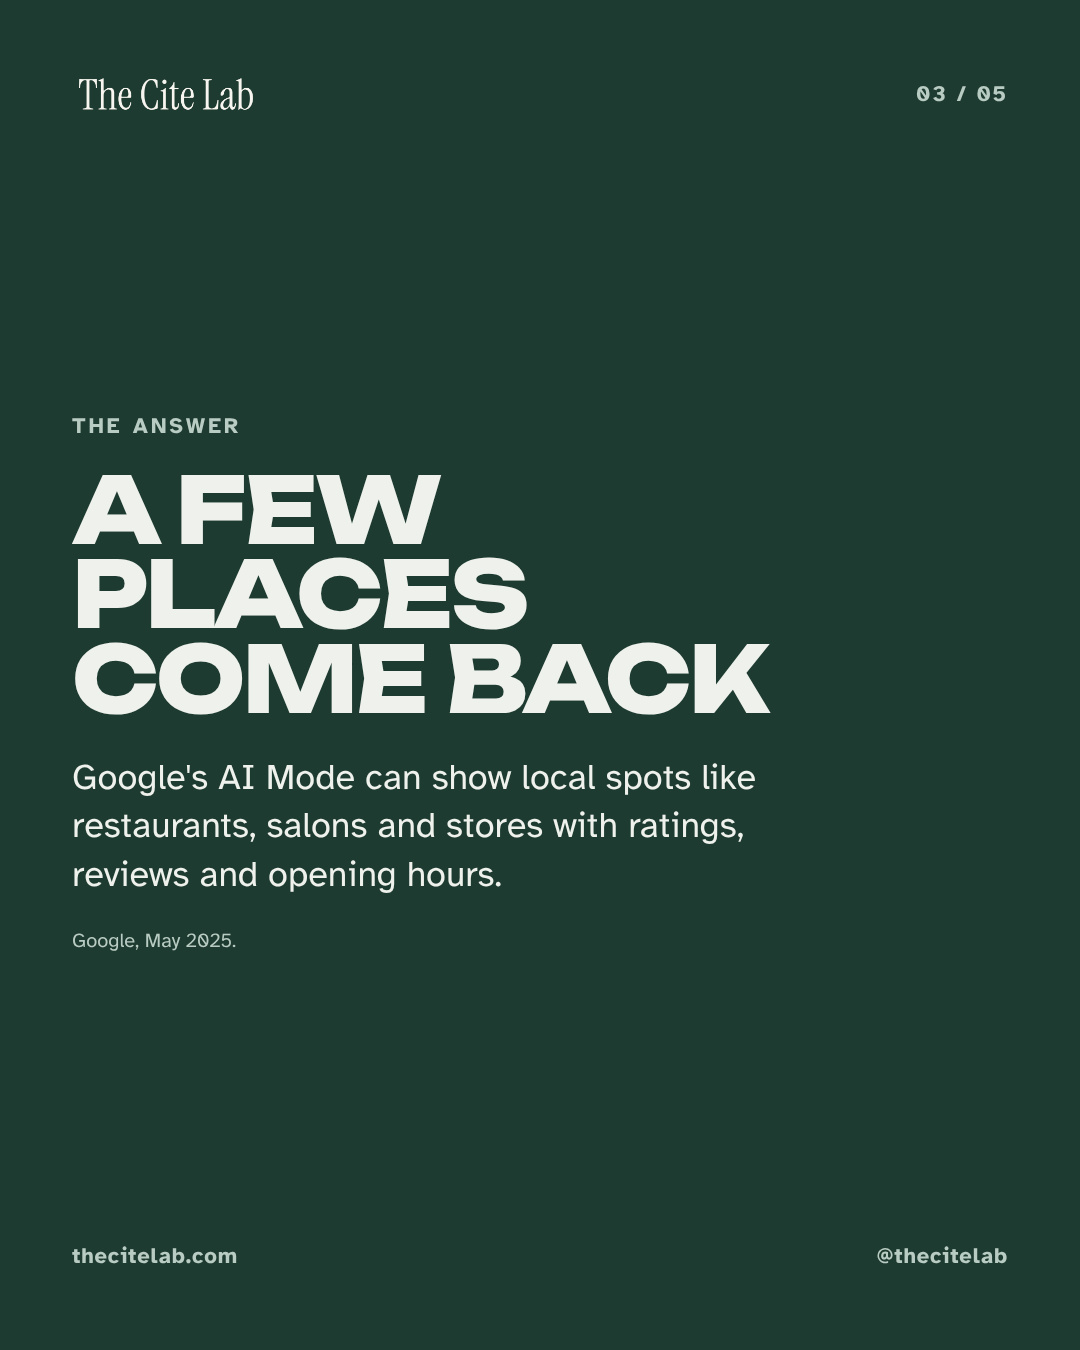 The Cite Lab
03 / 05
THE ANSWER
A FEW
PLACES
COME BACK
Google's AI Mode can show local spots like
restaurants, salons and stores with ratings,
reviews and opening hours.
Google, May 2025.
thecitelab.com
@thecitelab